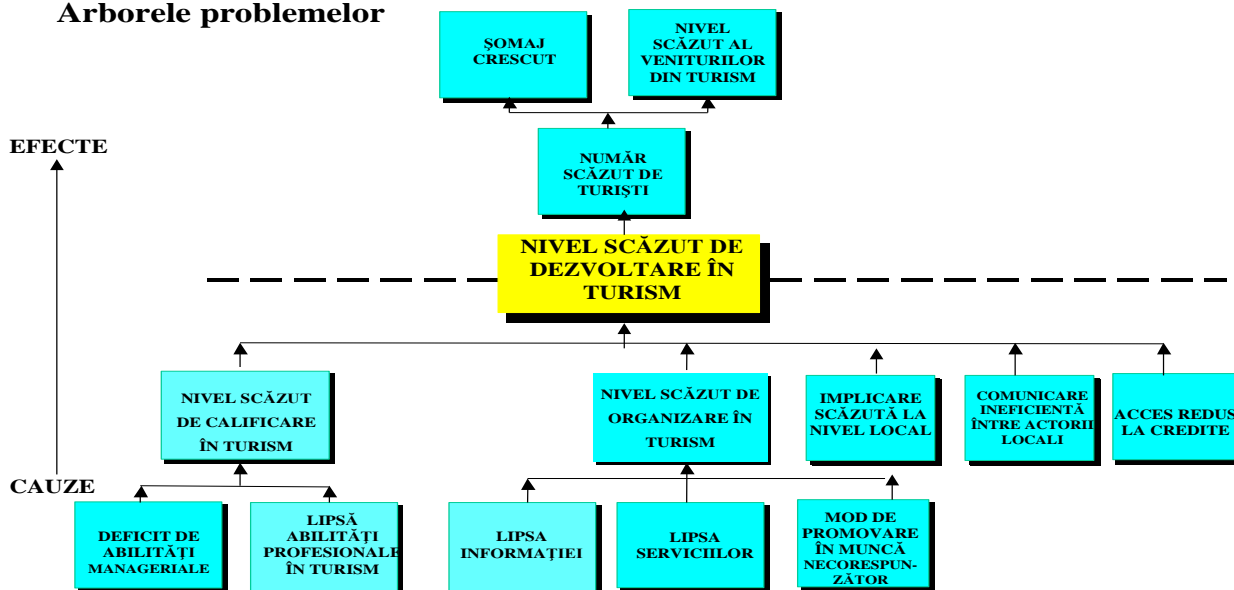 Arborele problemelor
ŞOMAJ
CRESCUT
NIVEL
SCĂZUT AL
VENITURILOR
DIN TURISM
EFECTE
NUMĂR
SCĂZUT DE
TURIŞTI
NIVEL SCĂZUT DE
DEZVOLTARE ÎN
TURISM
NIVEL SCĂZUT
DE CALIFICARE
ÎN TURISM
NIVEL SCĂZUT DE
ORGANIZARE ÎN
TURISM
IMPLICARE
SCĂZUTĂ LA
NIVEL LOCAL
COMUNICARE
INEFICIENTĂ
ÎNTRE ACTORII
LOCALI
ACCES REDUS
LA CREDITE
CAUZE
DEFICIT DE
ABILITĂŢI
MANAGERIALE
LIPSĂ
ABILITĂŢI
PROFESIONALE
ÎN TURISM
LIPSA
INFORMAŢIEI
LIPSA
SERVICIILOR
MOD DE
PROMOVARE
ÎN MUNCĂ
NECORESPUN-
ZĂTOR